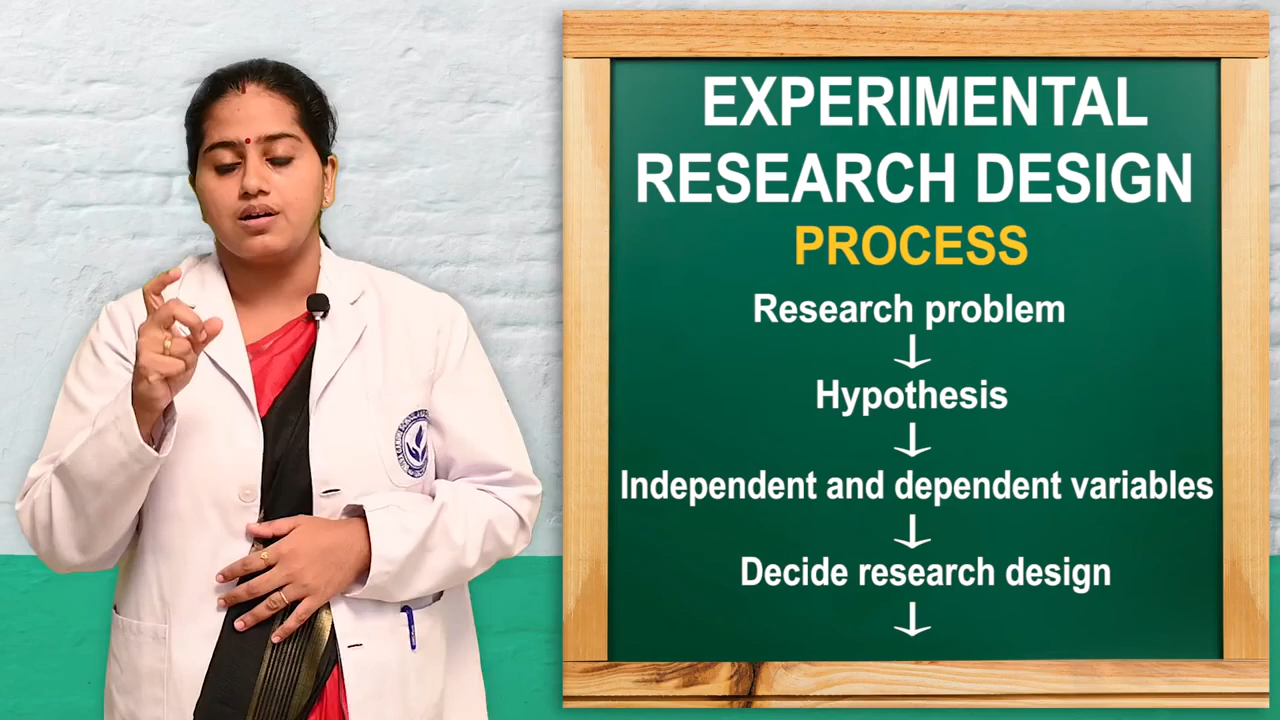 EXPERIMENTAL
RESEARCH DESIGN
PROCESS
Research problem
↓
Hypothesis
↓
Independent and dependent variables
↓
Decide research design
↓